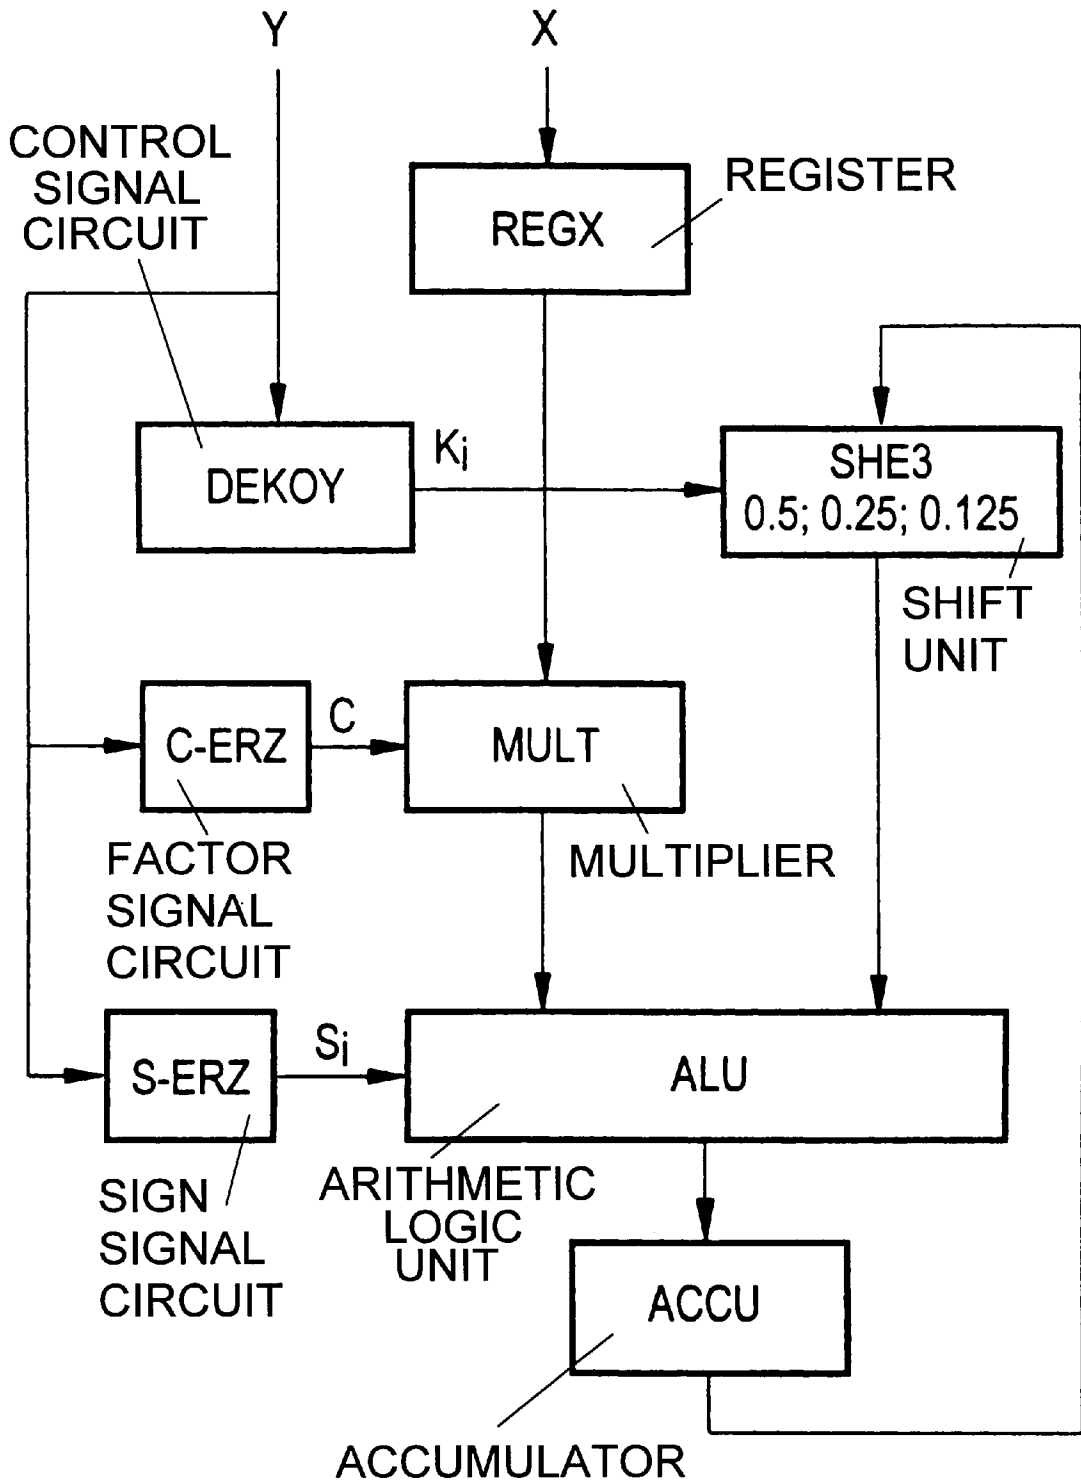 Y
X
CONTROL
SIGNAL
CIRCUIT
REGISTER
REGX
DEKOY
Ki
SHE3
0.5; 0.25; 0.125
SHIFT
UNIT
C-ERZ
C
MULT
FACTOR
SIGNAL
CIRCUIT
MULTIPLIER
S-ERZ
Si
ALU
SIGN
SIGNAL
CIRCUIT
ARITHMETIC
LOGIC
UNIT
ACCU
ACCUMULATOR